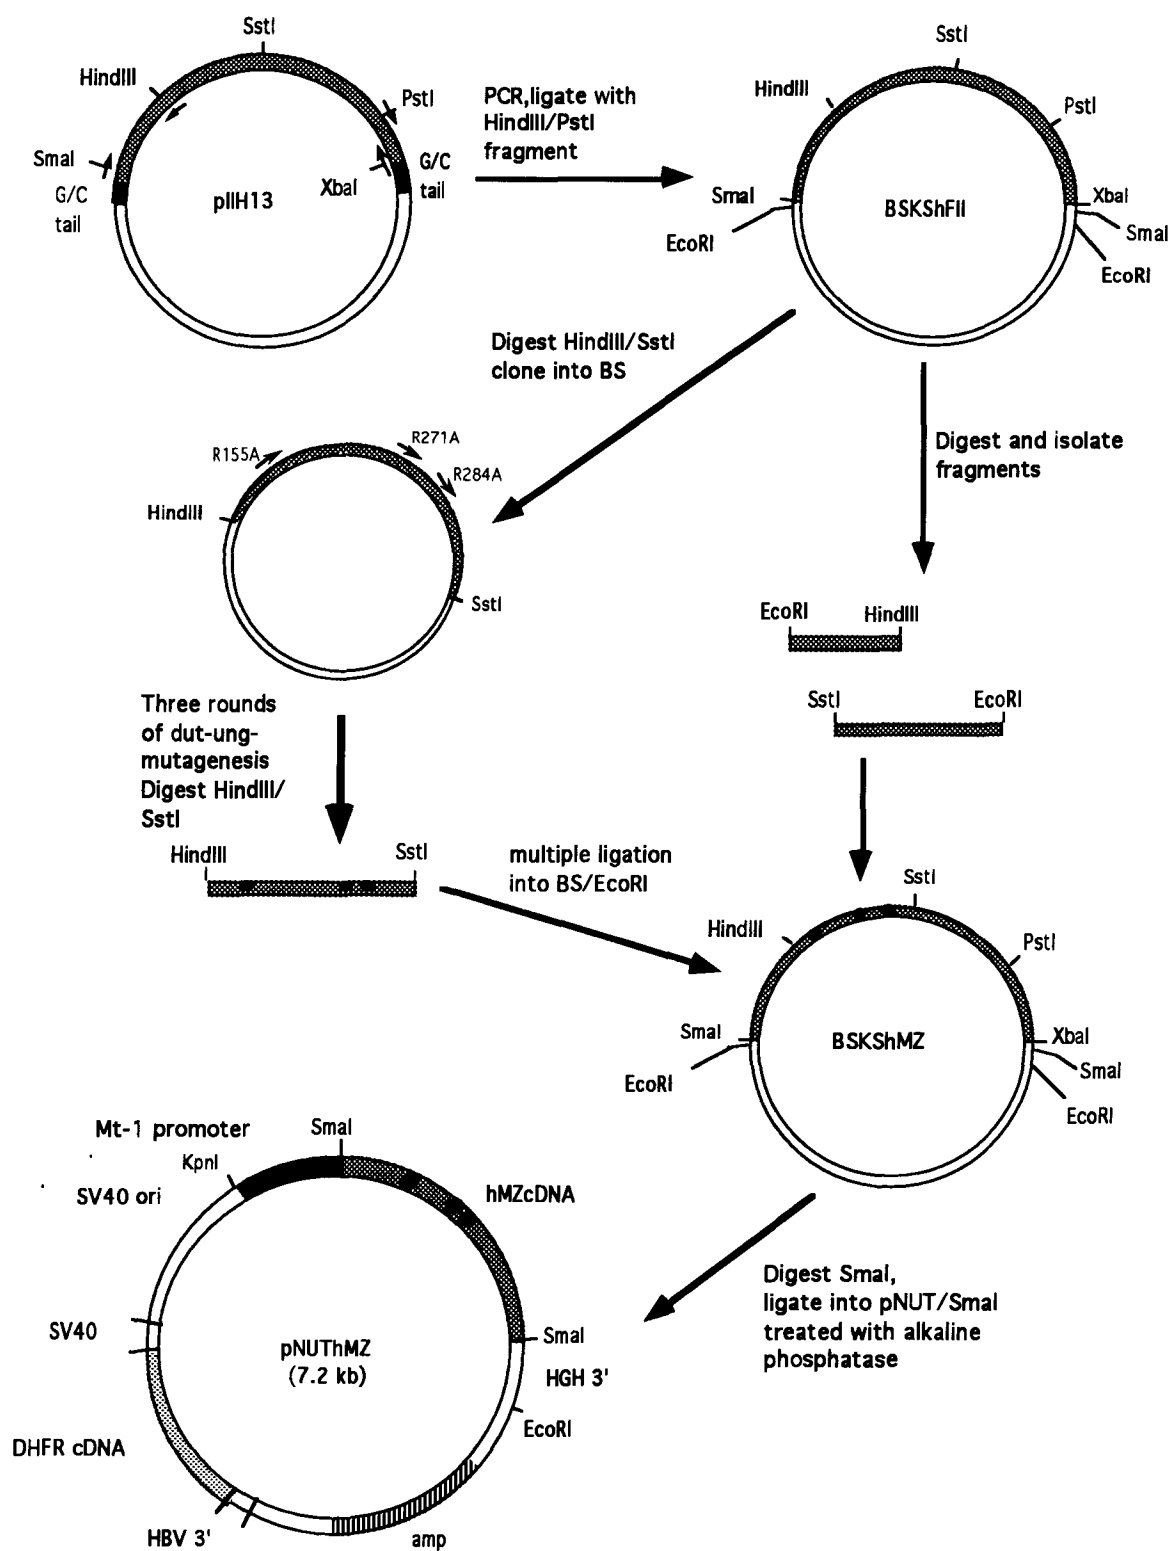 SstI
HindIII
PstI
SmaI
G/C
tail
XbaI
G/C
tail
pIIH13
PCR,ligate with
HindIII/PstI
fragment
SstI
HindIII
PstI
SmaI
EcoRI
XbaI
SmaI
EcoRI
BSKShFII
Digest HindIII/SstI
clone into BS
Digest and isolate
fragments
R155A
R271A
R284A
HindIII
SstI
EcoRI
HindIII
SstI
EcoRI
Three rounds
of dut-ung-
mutagenesis
Digest HindIII/
SstI
HindIII
SstI
multiple ligation
into BS/EcoRI
SstI
HindIII
PstI
SmaI
EcoRI
XbaI
SmaI
EcoRI
BSKShMZ
Mt-1 promoter
SmaI
KpnI
SV40 ori
hMZcDNA
Digest SmaI,
ligate into pNUT/SmaI
treated with alkaline
phosphatase
SV40
SmaI
pNUThMZ
(7.2 kb)
HGH 3'
EcoRI
DHFR cDNA
HBV 3'
amp